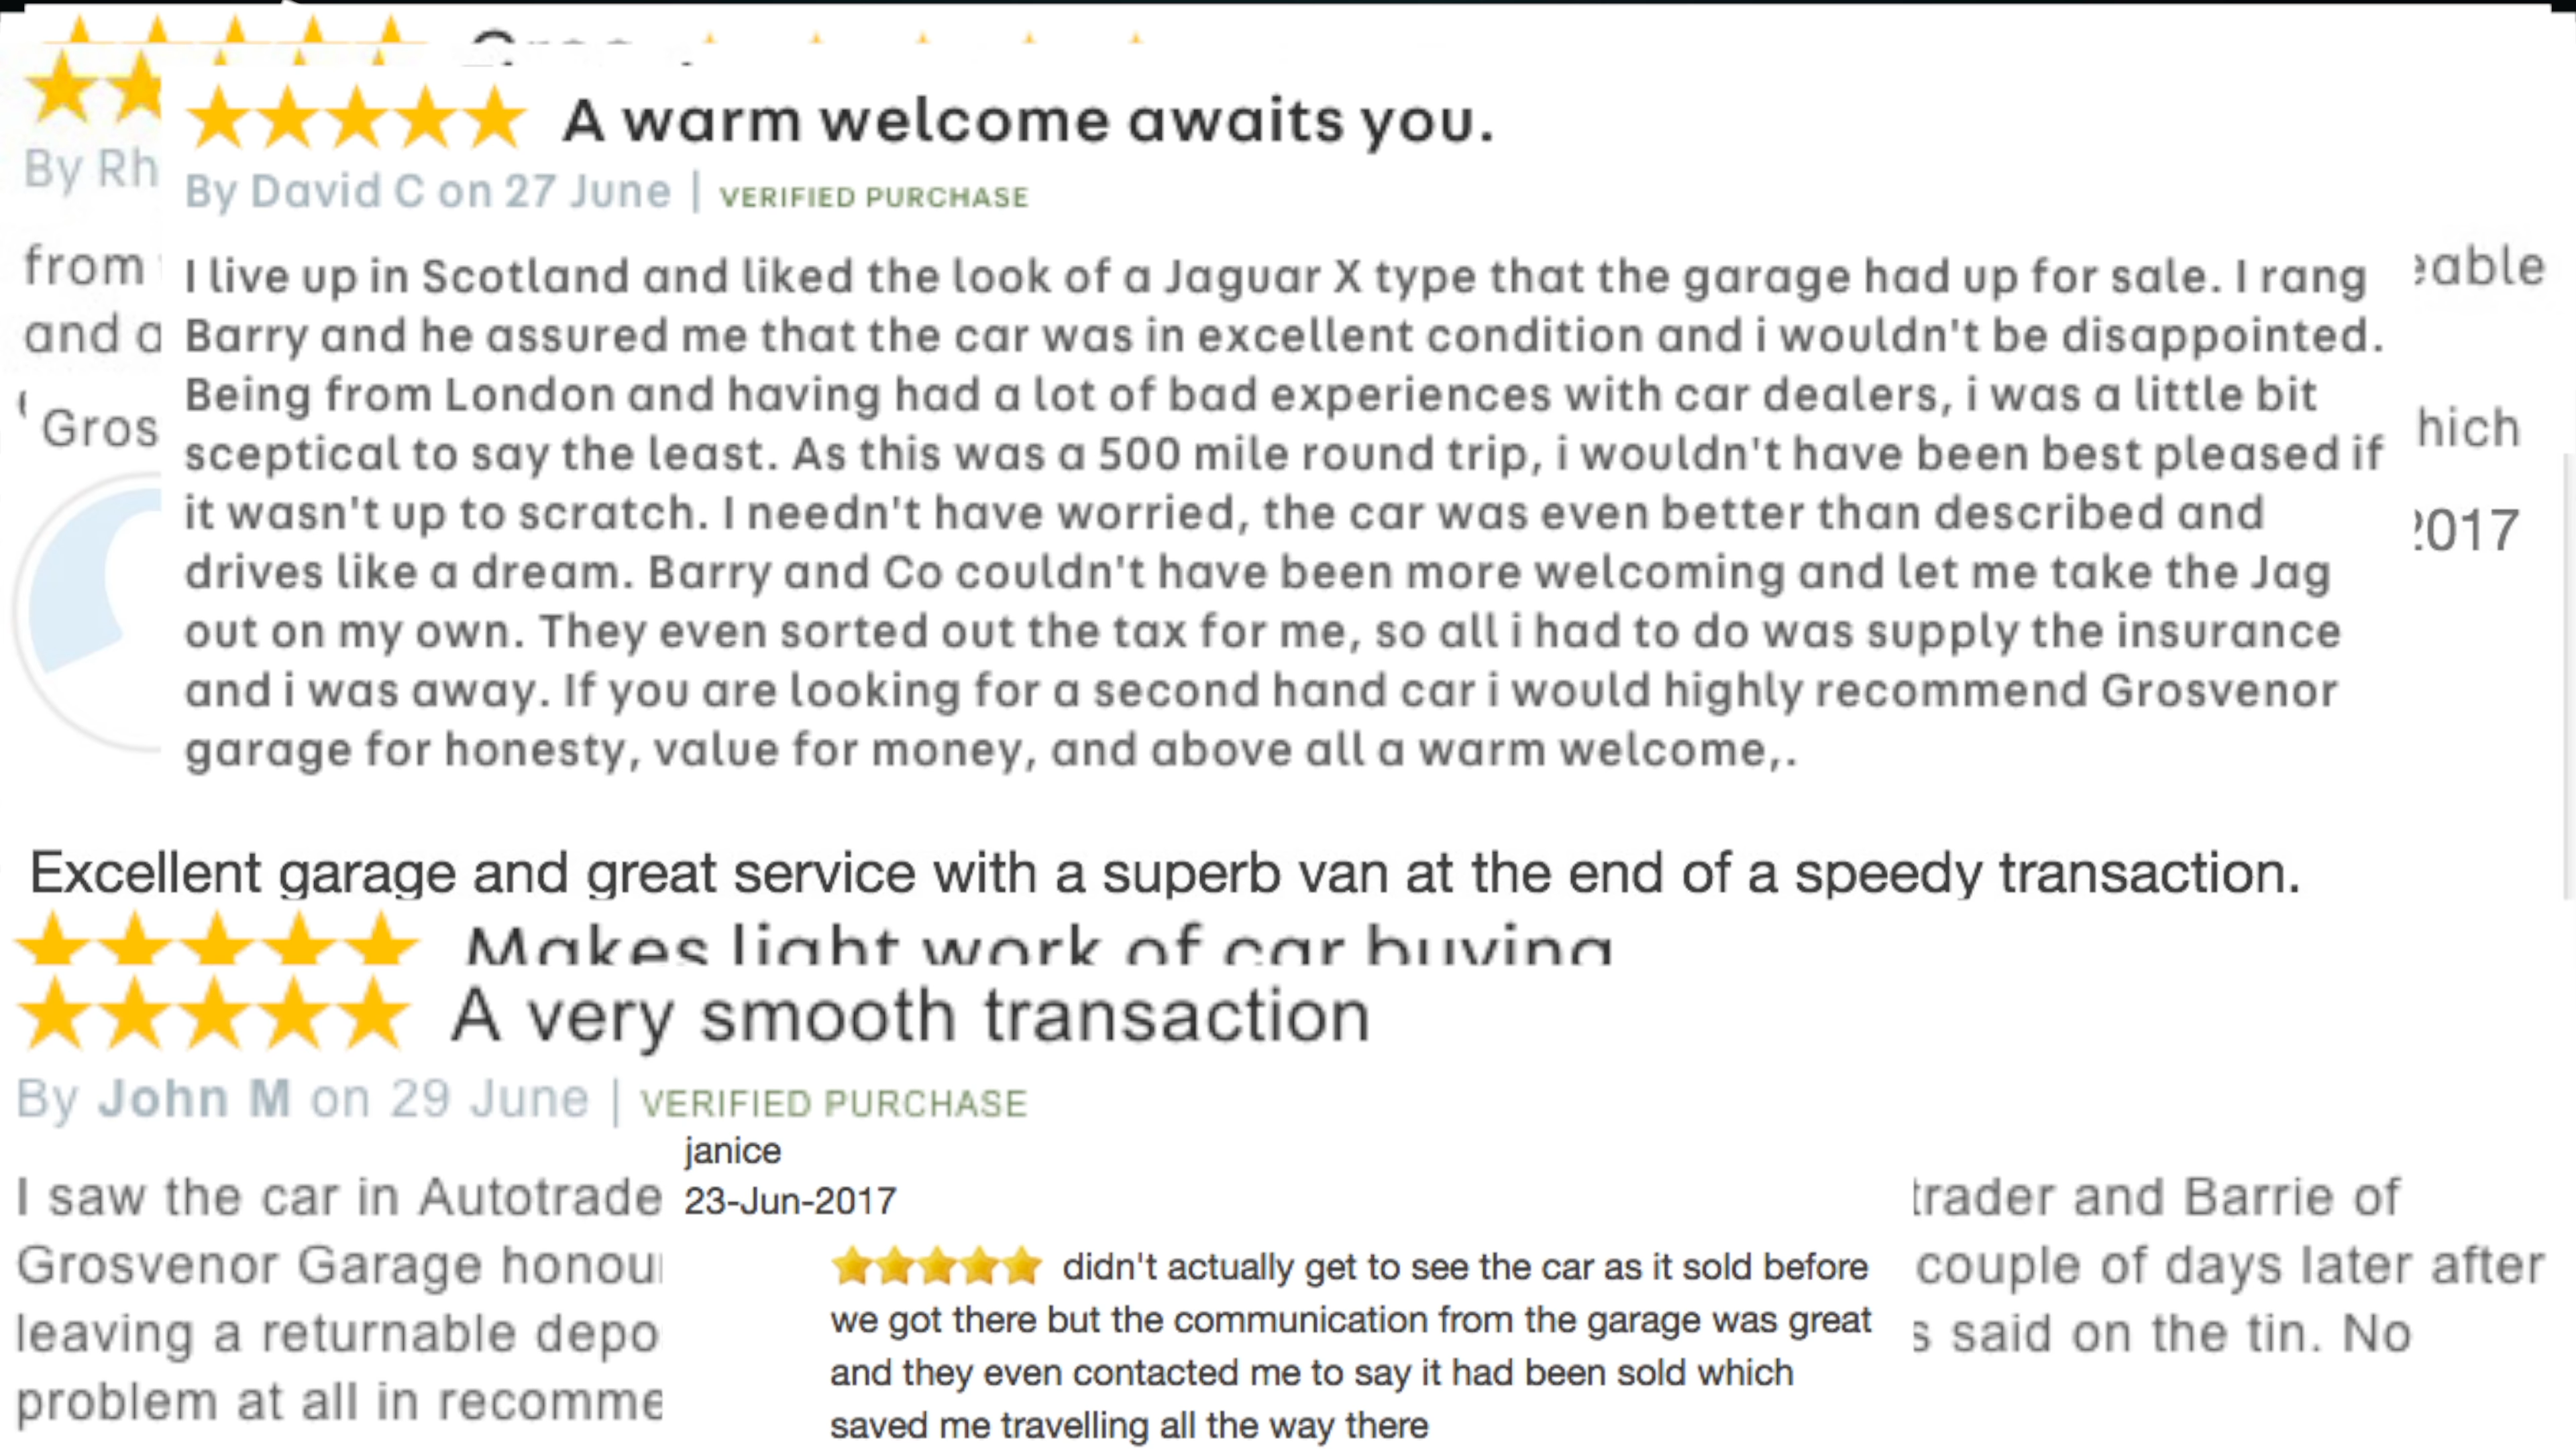 A warm welcome awaits you.
By Rh
By David C on 27 June | VERIFIED PURCHASE
from
I live up in Scotland and liked the look of a Jaguar X type that the garage had up for sale. I rang
Barry and he assured me that the car was in excellent condition and i wouldn't be disappointed.
and a
Being from London and having had a lot of bad experiences with car dealers, i was a little bit
Gros
sceptical to say the least. As this was a 500 mile round trip, i wouldn't have been best pleased if
it wasn't up to scratch. I needn't have worried, the car was even better than described and
2017
drives like a dream. Barry and Co couldn't have been more welcoming and let me take the Jag
out on my own. They even sorted out the tax for me, so all i had to do was supply the insurance
and i was away. If you are looking for a second hand car i would highly recommend Grosvenor
garage for honesty, value for money, and above all a warm welcome,.
Excellent garage and great service with a superb van at the end of a speedy transaction.
Makes light work of car buying
A very smooth transaction
By John M on 29 June | VERIFIED PURCHASE
janice
23-Jun-2017
I saw the car in Autotrade
trader and Barrie of
Grosvenor Garage honou
couple of days later after
leaving a returnable depo
s said on the tin. No
problem at all in recomme
didn't actually get to see the car as it sold before
we got there but the communication from the garage was great
and they even contacted me to say it had been sold which
saved me travelling all the way there